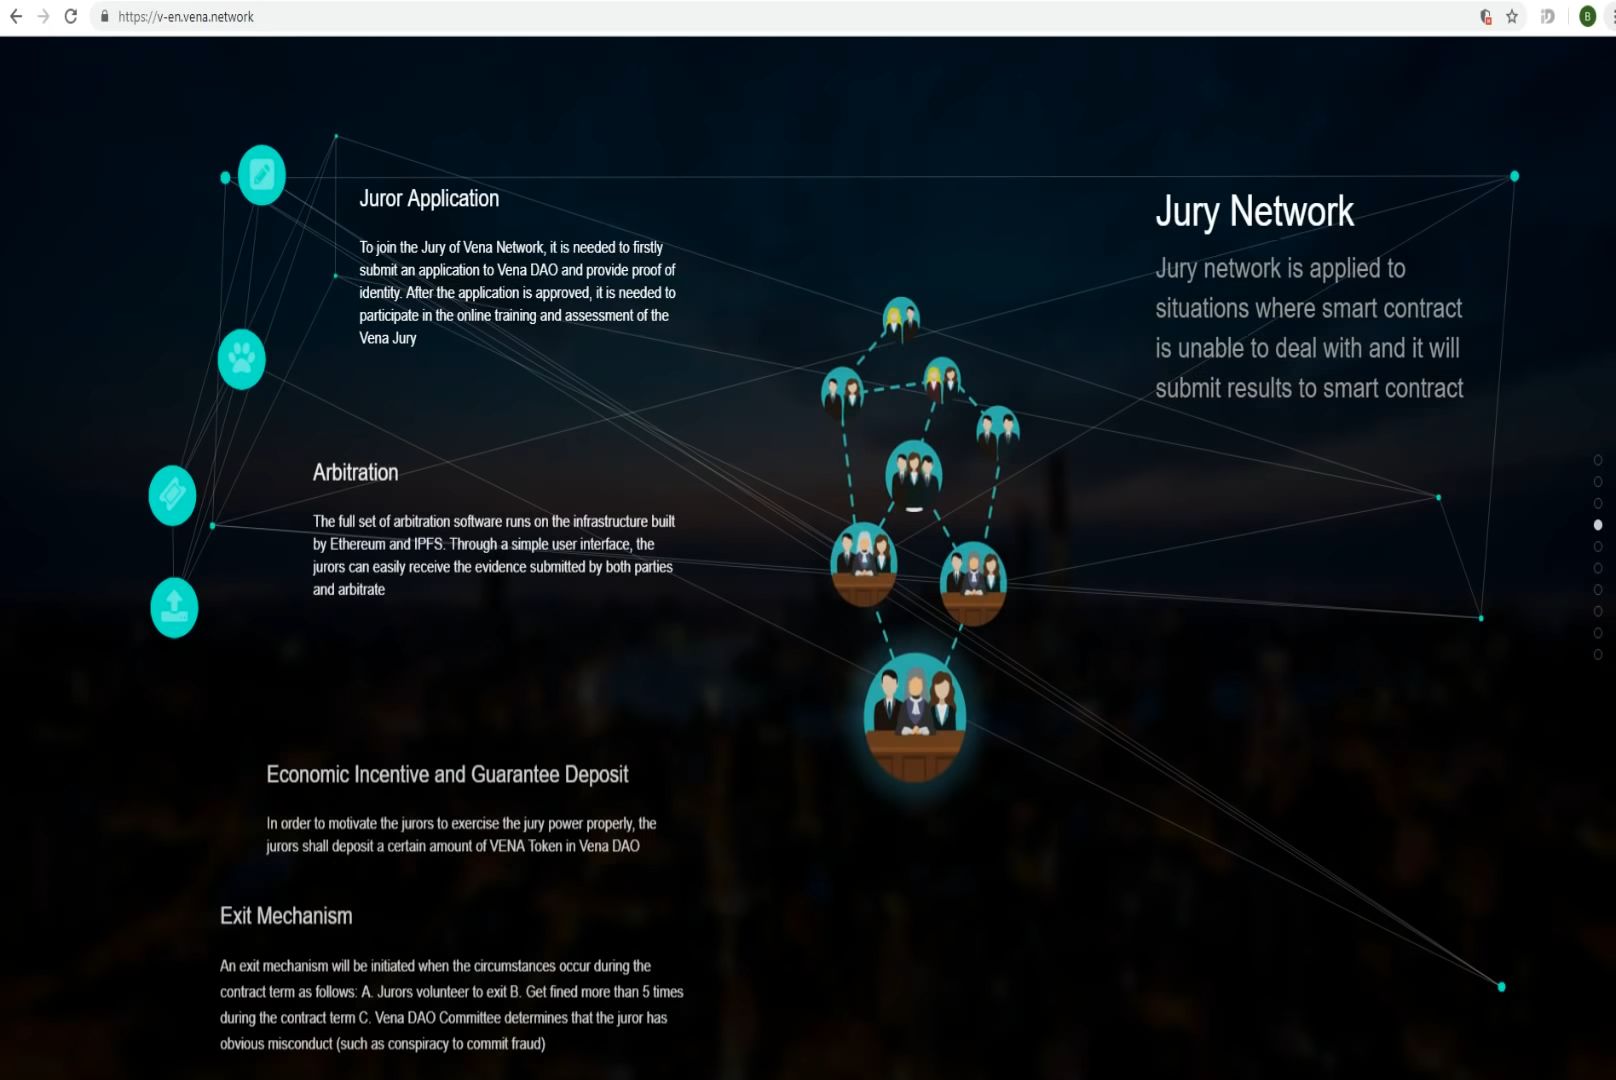 https://v-en.vena.network
B
Juror Application
To join the Jury of Vena Network, it is needed to firstly
submit an application to Vena DAO and provide proof of
identity. After the application is approved, it is needed to
participate in the online training and assessment of the
Vena Jury
Arbitration
The full set of arbitration software runs on the infrastructure built
by Ethereum and IPFS. Through a simple user interface, the
jurors can easily receive the evidence submitted by both parties
and arbitrate
Economic Incentive and Guarantee Deposit
In order to motivate the jurors to exercise the jury power properly, the
jurors shall deposit a certain amount of VENA Token in Vena DAO
Exit Mechanism
An exit mechanism will be initiated when the circumstances occur during the
contract term as follows: A. Jurors volunteer to exit B. Get fined more than 5 times
during the contract term C. Vena DAO Committee determines that the juror has
obvious misconduct (such as conspiracy to commit fraud)
Jury Network
Jury network is applied to
situations where smart contract
is unable to deal with and it will
submit results to smart contract